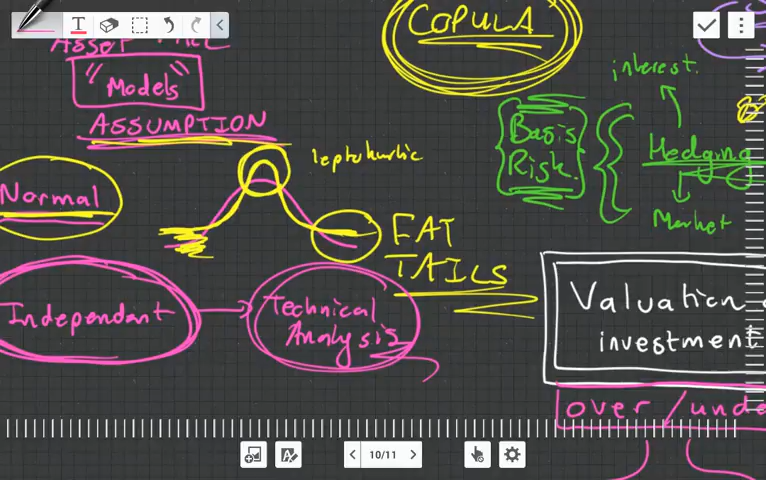 T
COPULA
Asset
"Models"
ASSUMPTION
Normal
leptokurtic
FAT
TAILS
Independant
Technical
Analysis
interest.
Basis
Risk.
Hedging
Market
Valuation
investment
over / unde
10/11